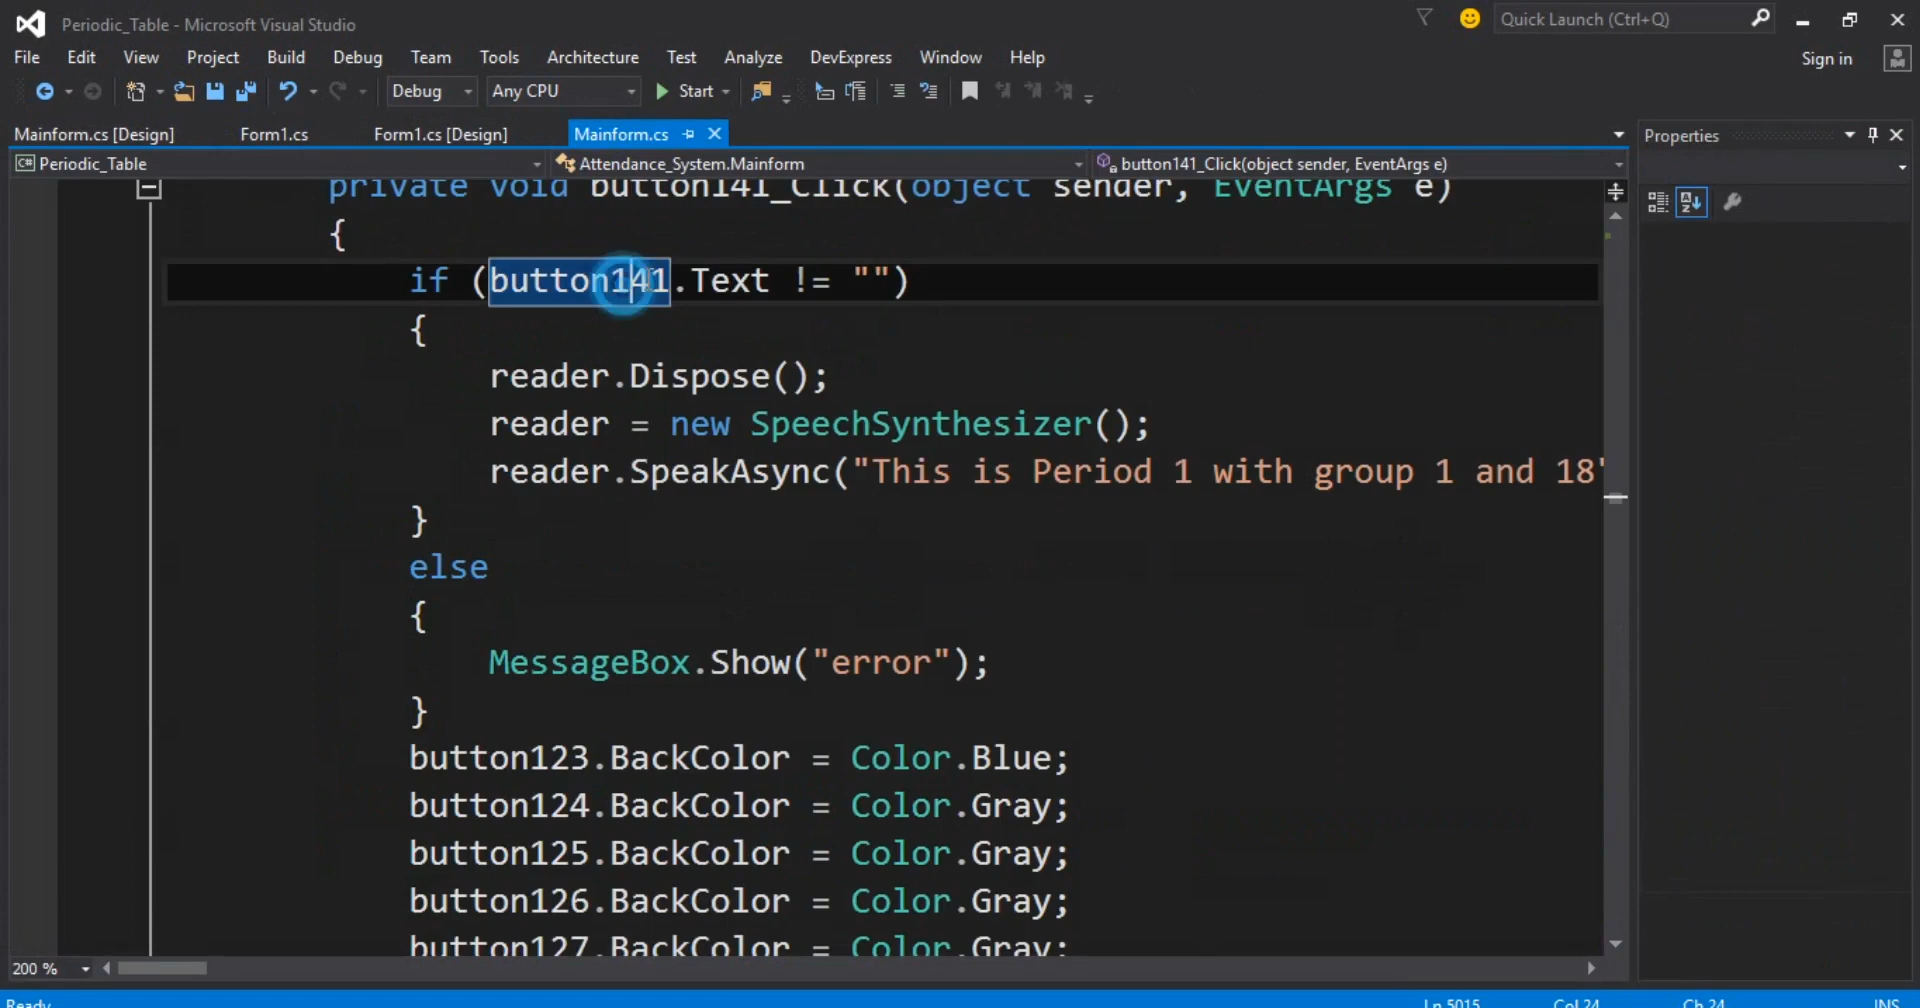 Periodic_Table - Microsoft Visual Studio
Quick Launch (Ctrl+Q)
File Edit View Project Build Debug Team Tools Architecture Test Analyze DevExpress Window Help
Sign in
Debug Any CPU Start
Mainform.cs [Design] Form1.cs Form1.cs [Design] Mainform.cs
Properties
C# Periodic_Table Attendance_System.Mainform button141_Click(object sender, EventArgs e)
private void button141_Click(object sender, EventArgs e)
{
if (button141.Text != "")
{
reader.Dispose();
reader = new SpeechSynthesizer();
reader.SpeakAsync("This is Period 1 with group 1 and 18"
}
else
{
MessageBox.Show("error");
}
button123.BackColor = Color.Blue;
button124.BackColor = Color.Gray;
button125.BackColor = Color.Gray;
button126.BackColor = Color.Gray;
button127.BackColor = Color.Gray;
200 %
Ready Ln 5015 Col 24 Ch 24 INS